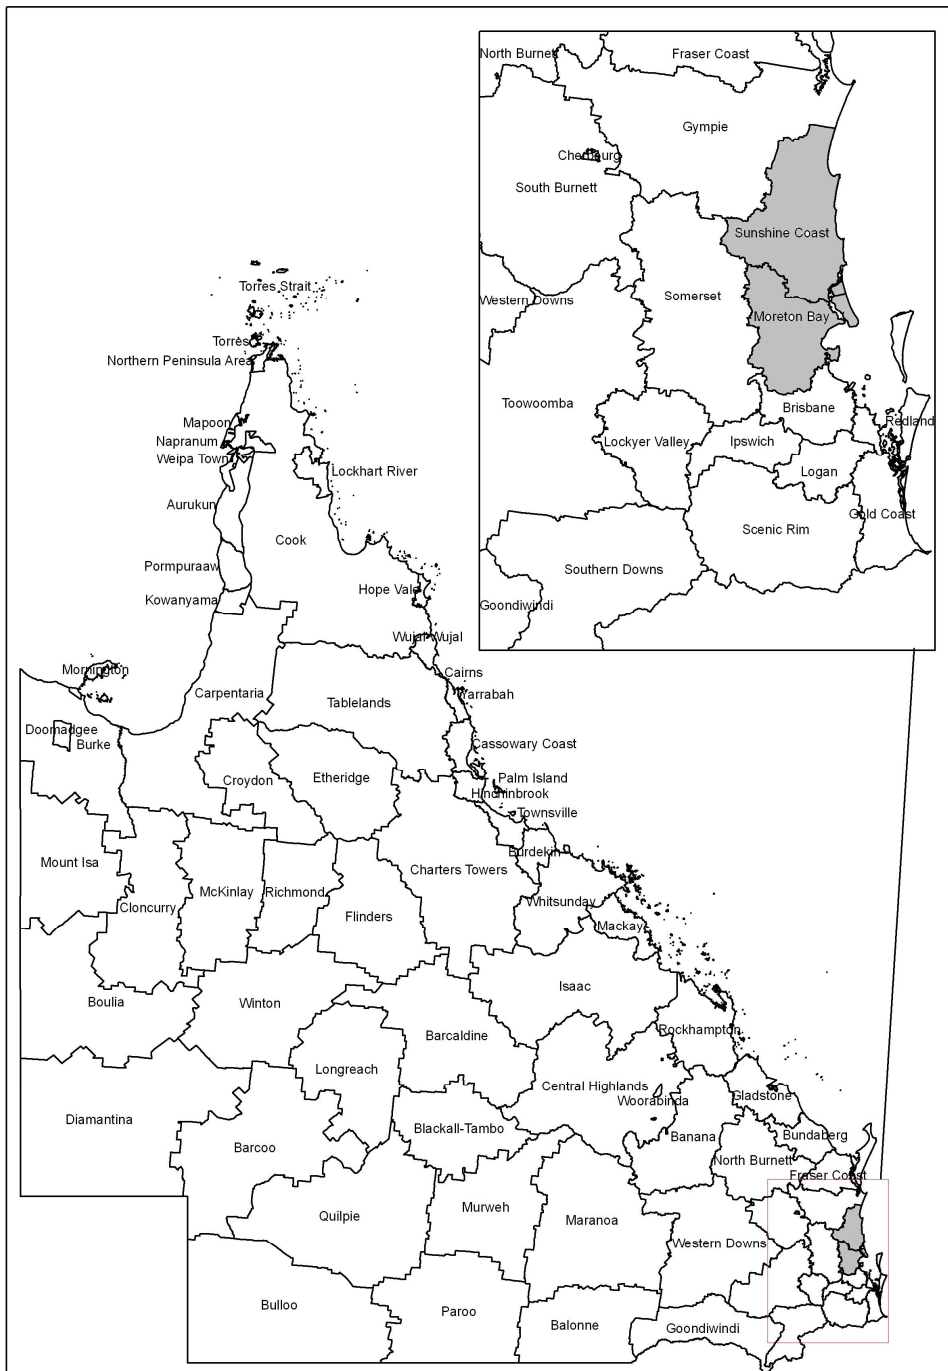 North Burnett
Fraser Coast
Gympie
Cherbourg
South Burnett
Sunshine Coast
Western Downs
Somerset
Moreton Bay
Toowoomba
Brisbane
Redland
Lockyer Valley
Ipswich
Logan
Gold Coast
Scenic Rim
Southern Downs
Goondiwindi
Torres Strait
Torres
Northern Peninsula Area
Mapoon
Napranum
Weipa Town
Lockhart River
Aurukun
Cook
Pormpuraaw
Hope Vale
Kowanyama
Wujal Wujal
Mornington
Cairns
Carpentaria
Yarrabah
Tablelands
Doomadgee
Burke
Cassowary Coast
Croydon
Etheridge
Palm Island
Hinchinbrook
Townsville
Burdekin
Mount Isa
Charters Towers
McKinlay
Richmond
Cloncurry
Whitsunday
Flinders
Mackay
Isaac
Boulia
Winton
Rockhampton
Barcaldine
Longreach
Central Highlands
Gladstone
Woorabinda
Diamantina
Blackall-Tambo
Banana
Bundaberg
Barcoo
North Burnett
Fraser Coast
Murweh
Quilpie
Maranoa
Western Downs
Bulloo
Paroo
Balonne
Goondiwindi